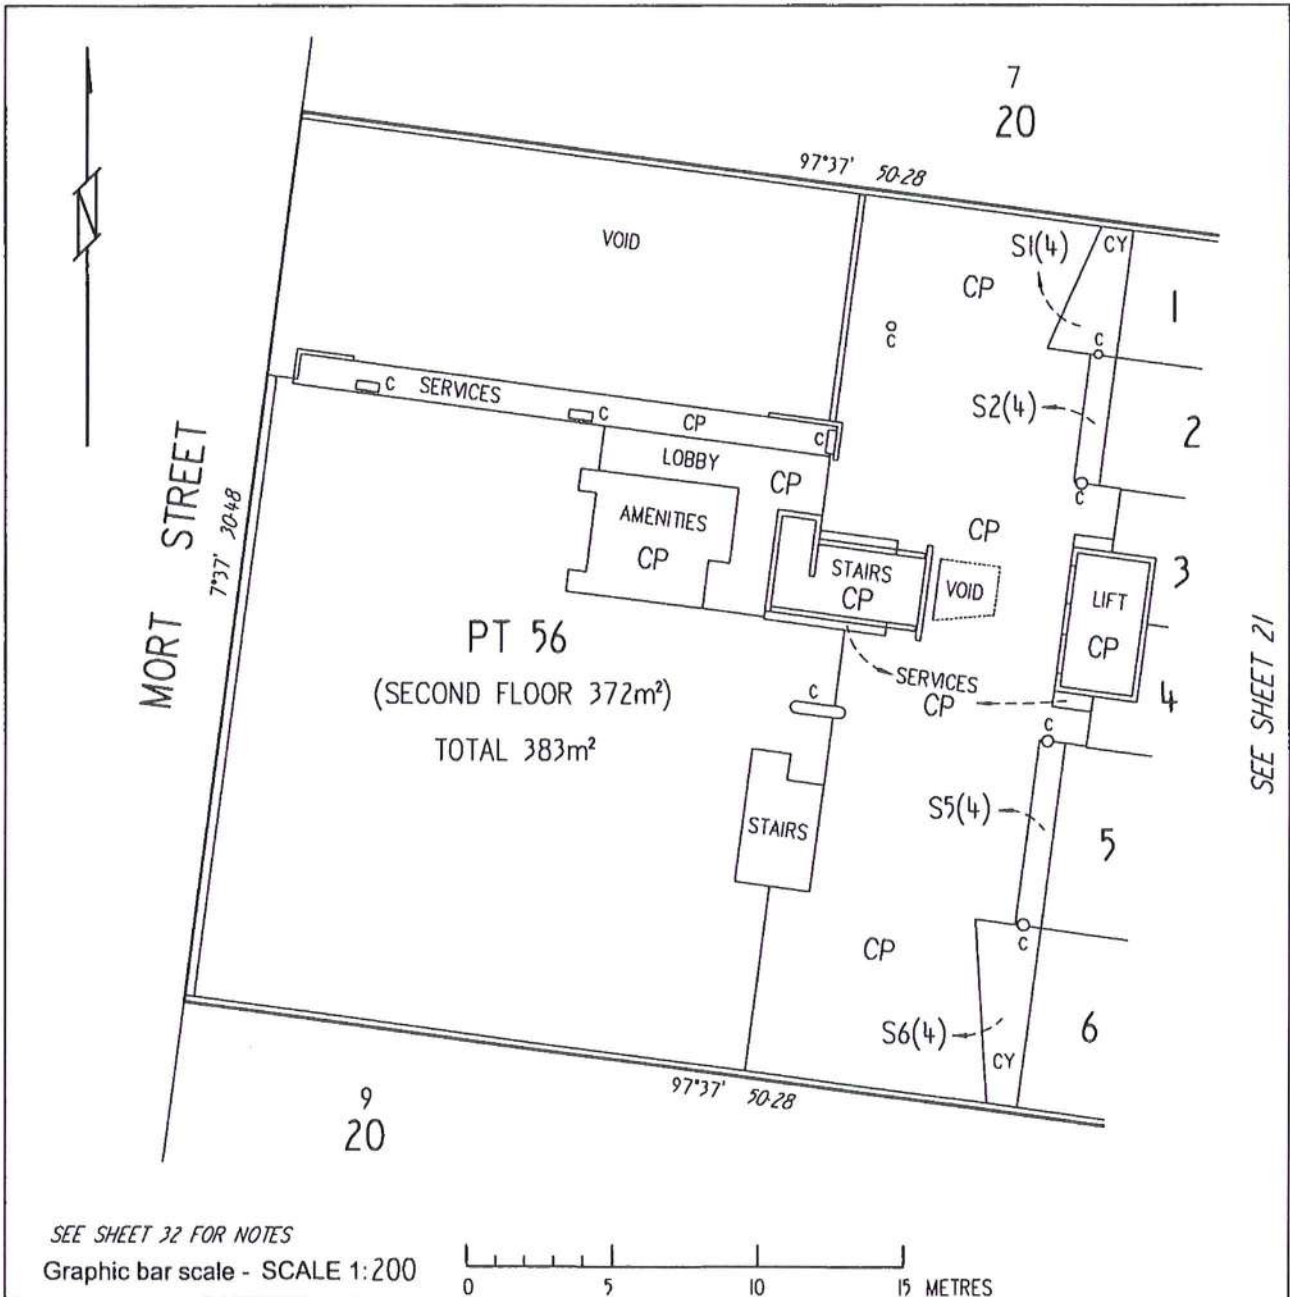 7
20
97°37' 50·28
VOID
S1(4)
CY
CP
1
C
C
C SERVICES
C
CP
C
S2(4)
2
LOBBY
CP
C
AMENITIES
CP
CP
STAIRS
CP
VOID
3
LIFT
CP
MORT STREET
7°37' 30·48
PT 56
(SECOND FLOOR 372m²)
TOTAL 383m²
SERVICES
CP
4
C
C
SEE SHEET 21
S5(4)
5
STAIRS
C
CP
S6(4)
6
CY
97°37' 50·28
9
20
SEE SHEET 32 FOR NOTES
Graphic bar scale - SCALE 1:200
0 5 10 15 METRES